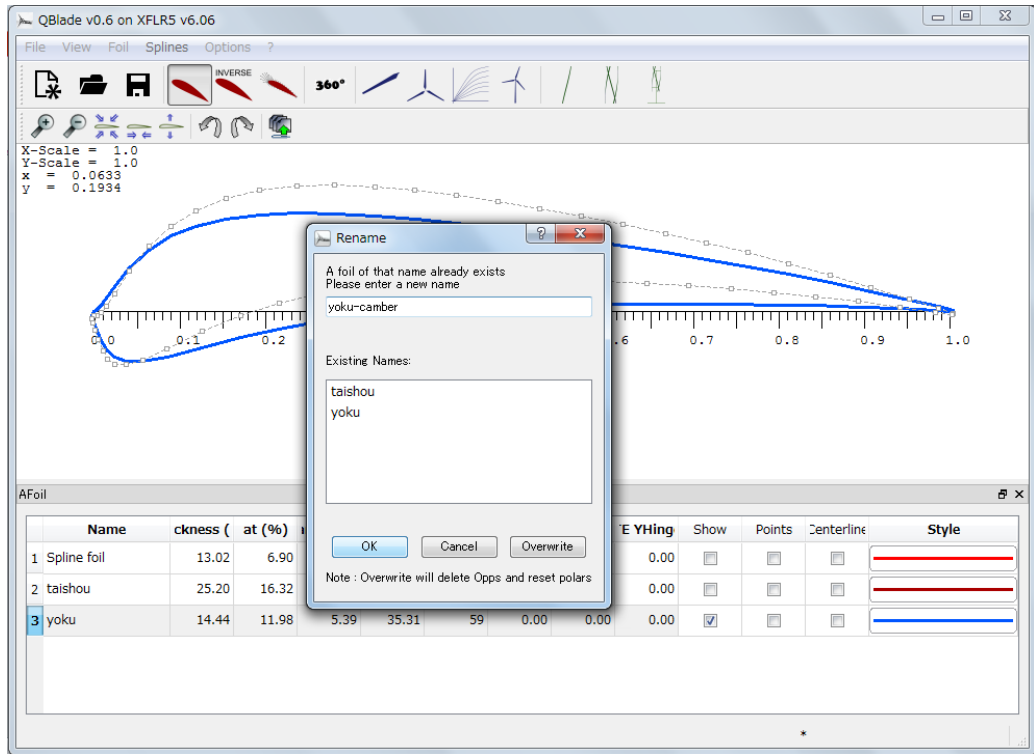 QBlade v0.6 on XFLR5 v6.06
File View Foil Splines Options ?
INVERSE
360°
X-Scale = 1.0
Y-Scale = 1.0
x = 0.0633
y = 0.1934
0.0 0.1 0.2 .6 0.7 0.8 0.9 1.0
Rename
A foil of that name already exists
Please enter a new name
yoku-camber
Existing Names:
taishou
yoku
OK Cancel Overwrite
Note : Overwrite will delete Opps and reset polars
AFoil
Name ckness ( at (%) E YHing Show Points Centerline Style
1 Spline foil 13.02 6.90 0.00
2 taishou 25.20 16.32 0.00
3 yoku 14.44 11.98 5.39 35.31 59 0.00 0.00 0.00
*